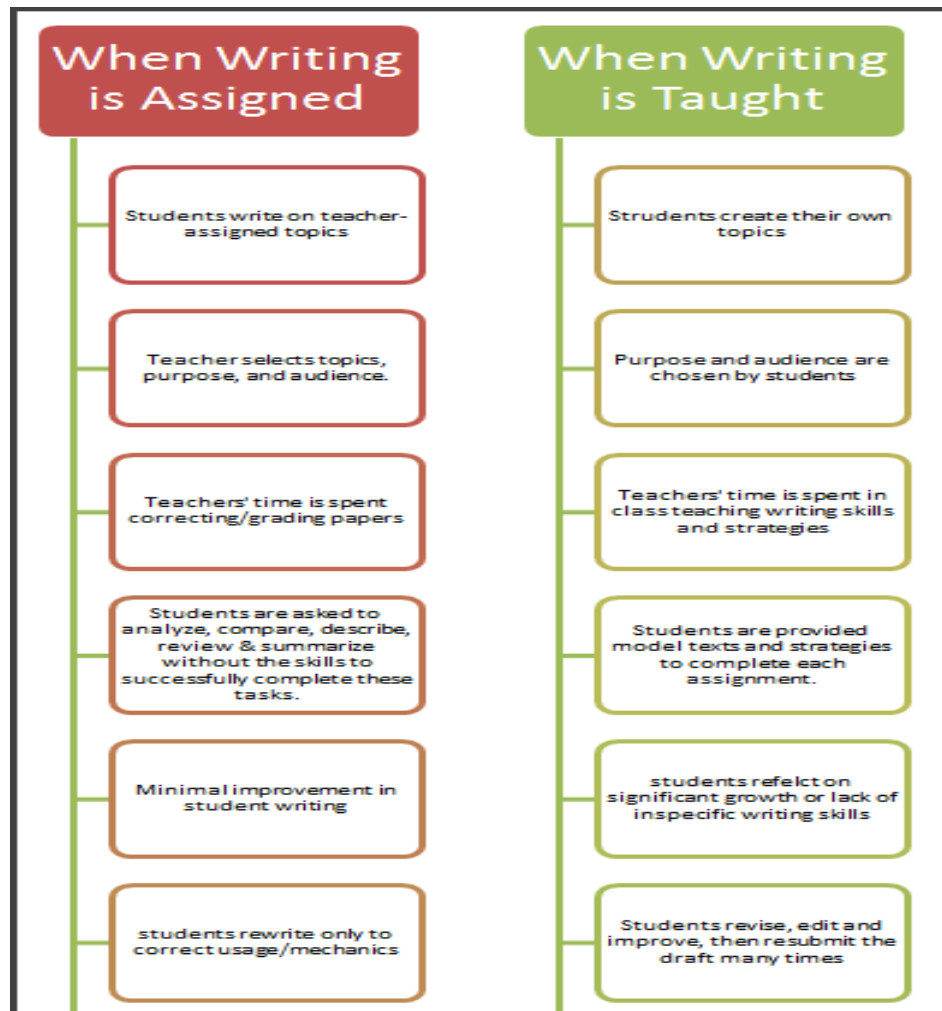 When Writing
is Assigned
Students write on teacher-
assigned topics
Teacher selects topics,
purpose, and audience.
Teachers' time is spent
correcting/grading papers
Students are asked to
analyze, compare, describe,
review & summarize
without the skills to
successfully complete these
tasks.
Minimal improvement in
student writing
students rewrite only to
correct usage/mechanics
When Writing
is Taught
Strudents create their own
topics
Purpose and audience are
chosen by students
Teachers' time is spent in
class teaching writing skills
and strategies
Students are provided
model texts and strategies
to complete each
assignment.
students refelct on
significant growth or lack of
inspecific writing skills
Students revise, edit and
improve, then resubmit the
draft many times